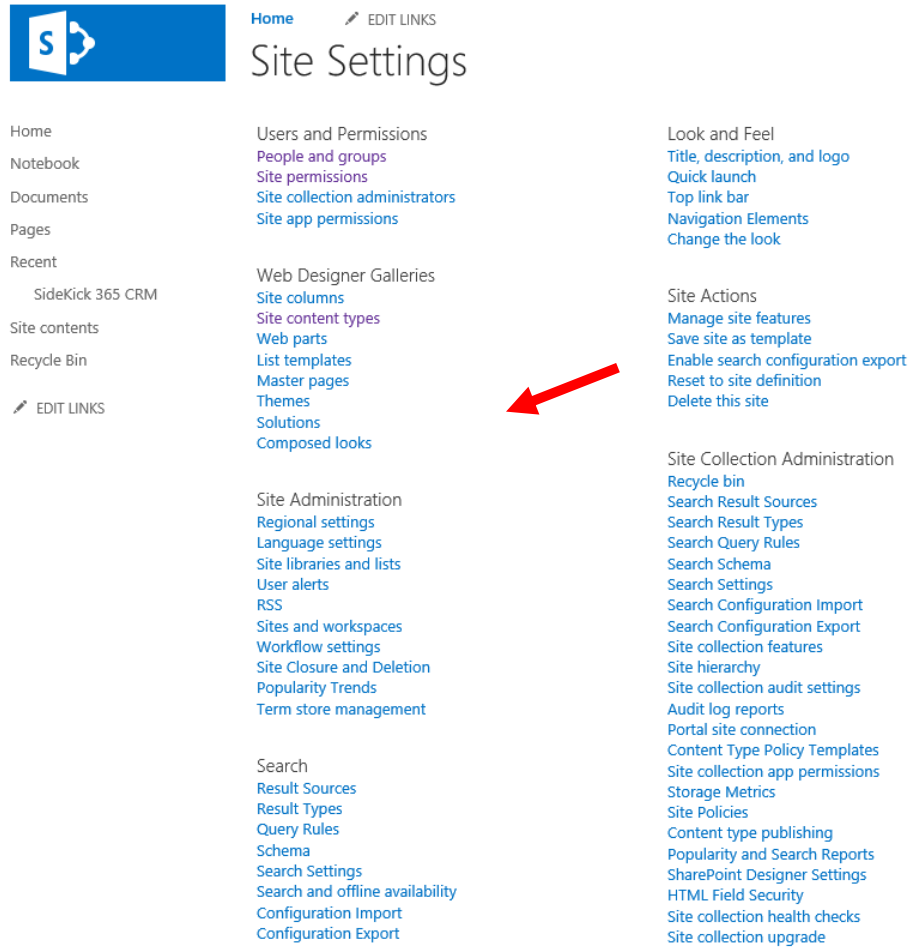 S
Home
EDIT LINKS
Site Settings
Home
Notebook
Documents
Pages
Recent
SideKick 365 CRM
Site contents
Recycle Bin
EDIT LINKS
Users and Permissions
People and groups
Site permissions
Site collection administrators
Site app permissions
Web Designer Galleries
Site columns
Site content types
Web parts
List templates
Master pages
Themes
Solutions
Composed looks
Site Administration
Regional settings
Language settings
Site libraries and lists
User alerts
RSS
Sites and workspaces
Workflow settings
Site Closure and Deletion
Popularity Trends
Term store management
Search
Result Sources
Result Types
Query Rules
Schema
Search Settings
Search and offline availability
Configuration Import
Configuration Export
Look and Feel
Title, description, and logo
Quick launch
Top link bar
Navigation Elements
Change the look
Site Actions
Manage site features
Save site as template
Enable search configuration export
Reset to site definition
Delete this site
Site Collection Administration
Recycle bin
Search Result Sources
Search Result Types
Search Query Rules
Search Schema
Search Settings
Search Configuration Import
Search Configuration Export
Site collection features
Site hierarchy
Site collection audit settings
Audit log reports
Portal site connection
Content Type Policy Templates
Site collection app permissions
Storage Metrics
Site Policies
Content type publishing
Popularity and Search Reports
SharePoint Designer Settings
HTML Field Security
Site collection health checks
Site collection upgrade